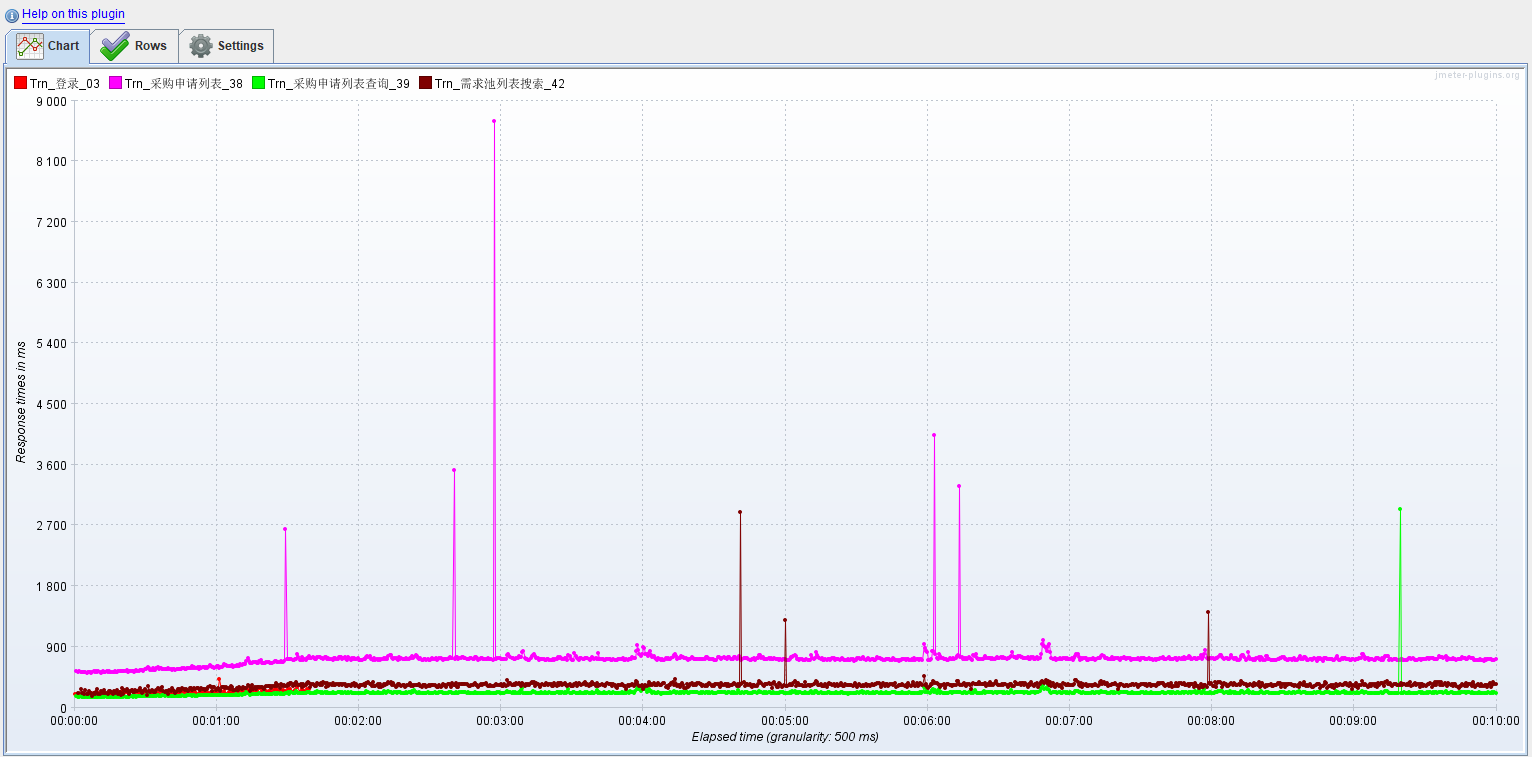 Help on this plugin
Chart Rows Settings
jmeter-plugins.org
Trn_登录_03 Trn_采购申请列表_38 Trn_采购申请列表查询_39 Trn_需求池列表搜索_42
9 000
8 100
7 200
6 300
5 400
4 500
3 600
2 700
1 800
900
0
Response times in ms
00:00:00 00:01:00 00:02:00 00:03:00 00:04:00 00:05:00 00:06:00 00:07:00 00:08:00 00:09:00 00:10:00
Elapsed time (granularity: 500 ms)